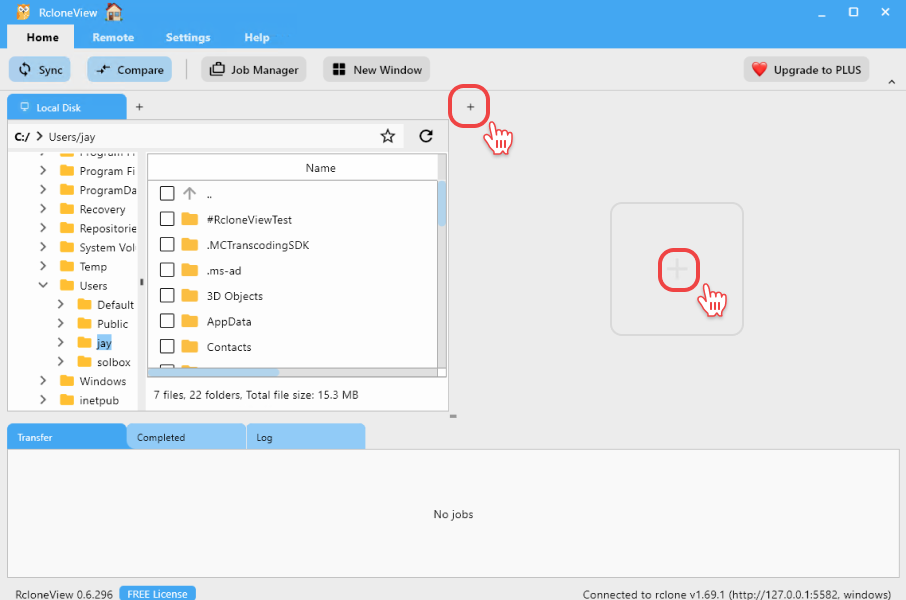 RcloneView
Home Remote Settings Help
Sync Compare Job Manager New Window Upgrade to PLUS
Local Disk + +
C:/ Users/jay
Program Fi
ProgramDa
Recovery
Repositorie
System Vol
Temp
Users
Default
Public
jay
solbox
Windows
inetpub
Name
..
#RcloneViewTest
.MCTranscodingSDK
.ms-ad
3D Objects
AppData
Contacts
7 files, 22 folders, Total file size: 15.3 MB
Transfer Completed Log
No jobs
RcloneView 0.6.296 FREE License Connected to rclone v1.69.1 (http://127.0.0.1:5582, windows)